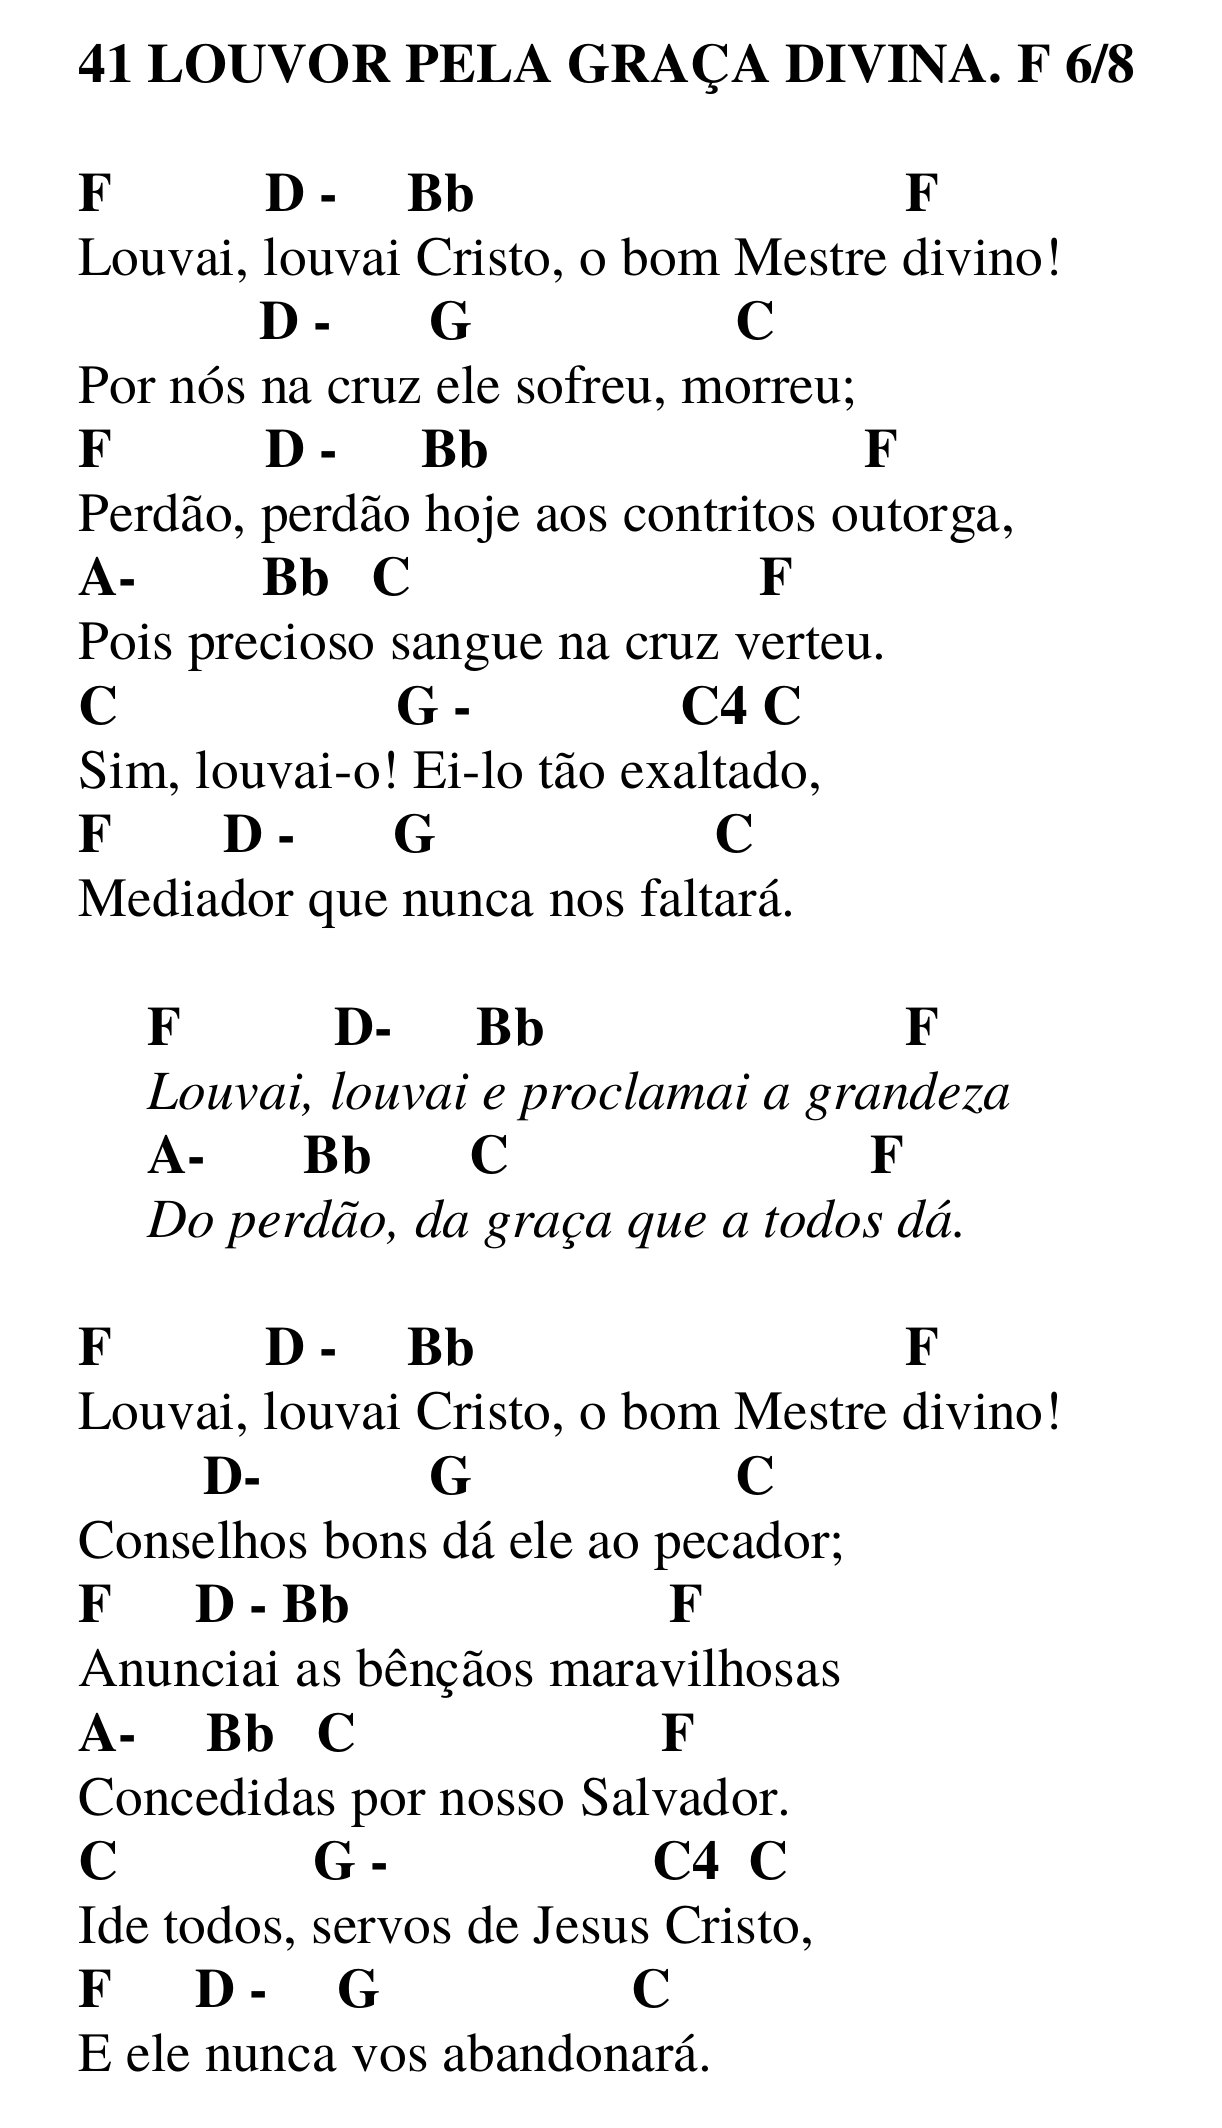 41 LOUVOR PELA GRAÇA DIVINA. F 6/8
F D - Bb F
Louvai, louvai Cristo, o bom Mestre divino!
D - G C
Por nós na cruz ele sofreu, morreu;
F D - Bb F
Perdão, perdão hoje aos contritos outorga,
A- Bb C F
Pois precioso sangue na cruz verteu.
C G - C4 C
Sim, louvai-o! Ei-lo tão exaltado,
F D - G C
Mediador que nunca nos faltará.
F D- Bb F
Louvai, louvai e proclamai a grandeza
A- Bb C F
Do perdão, da graça que a todos dá.
F D - Bb F
Louvai, louvai Cristo, o bom Mestre divino!
D- G C
Conselhos bons dá ele ao pecador;
F D - Bb F
Anunciai as bênçãos maravilhosas
A- Bb C F
Concedidas por nosso Salvador.
C G - C4 C
Ide todos, servos de Jesus Cristo,
F D - G C
E ele nunca vos abandonará.